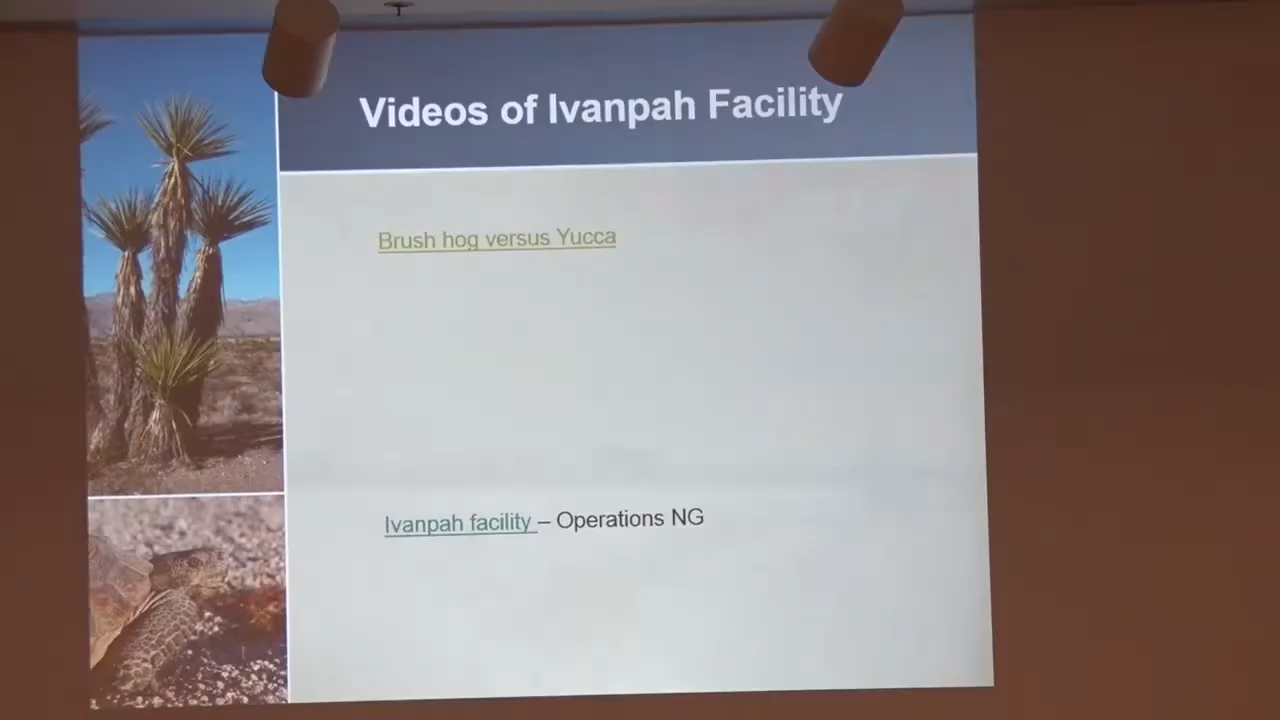 Videos of Ivanpah Facility
Brush hog versus Yucca
Ivanpah facility – Operations NG